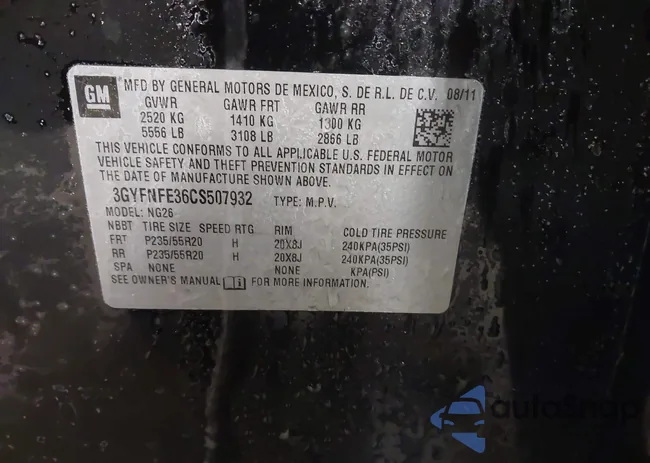 GM
MFD BY GENERAL MOTORS DE MEXICO, S. DE R.L. DE C.V. 08/11
GVWR GAWR FRT GAWR RR
2520 KG 1410 KG 1300 KG
5556 LB 3108 LB 2866 LB
THIS VEHICLE CONFORMS TO ALL APPLICABLE U.S. FEDERAL MOTOR
VEHICLE SAFETY AND THEFT PREVENTION STANDARDS IN EFFECT ON
THE DATE OF MANUFACTURE SHOWN ABOVE.
3GYFNFE36CS507932 TYPE: M.P.V.
MODEL: NG26
NBBT TIRE SIZE SPEED RTG RIM COLD TIRE PRESSURE
FRT P235/55R20 H 20X8J 240KPA(35PSI)
RR P235/55R20 H 20X8J 240KPA(35PSI)
SPA NONE NONE KPA(PSI)
SEE OWNER'S MANUAL FOR MORE INFORMATION.
autoSnap